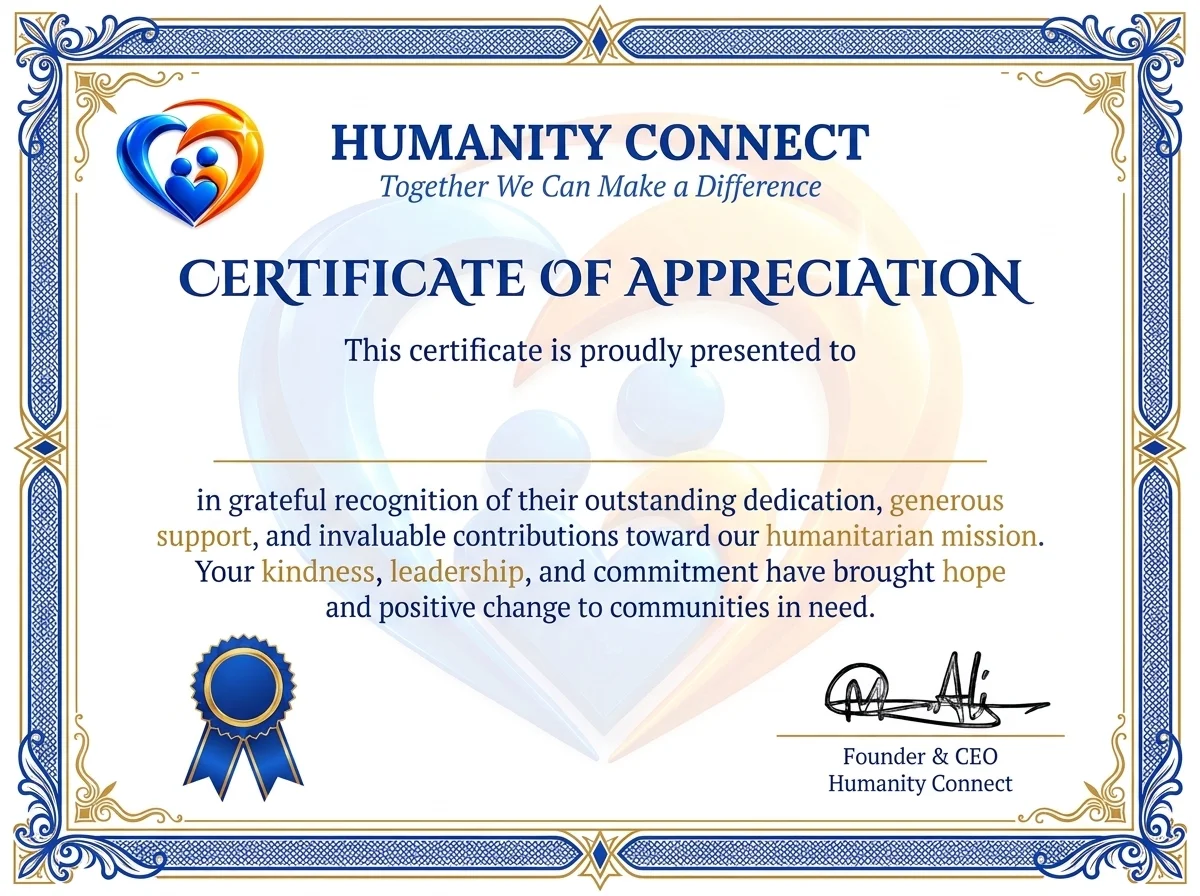 HUMANITY CONNECT
Together We Can Make a Difference
CERTIFICATE OF APPRECIATION
This certificate is proudly presented to
in grateful recognition of their outstanding dedication, generous
support, and invaluable contributions toward our humanitarian mission.
Your kindness, leadership, and commitment have brought hope
and positive change to communities in need.
M Ali
Founder & CEO
Humanity Connect